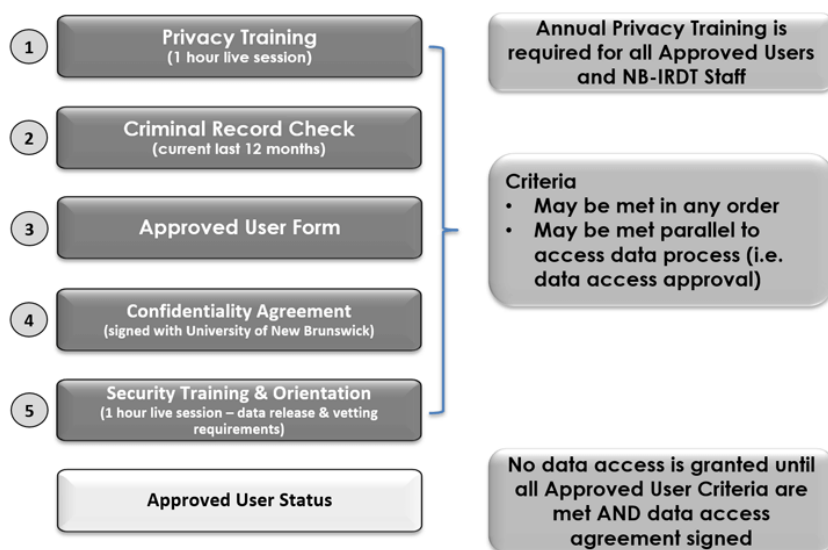 1
Privacy Training
(1 hour live session)
2
Criminal Record Check
(current last 12 months)
3
Approved User Form
4
Confidentiality Agreement
(signed with University of New Brunswick)
5
Security Training & Orientation
(1 hour live session – data release & vetting
requirements)
Approved User Status
Annual Privacy Training is
required for all Approved Users
and NB-IRDT Staff
Criteria
• May be met in any order
• May be met parallel to
access data process (i.e.
data access approval)
No data access is granted until
all Approved User Criteria are
met AND data access
agreement signed